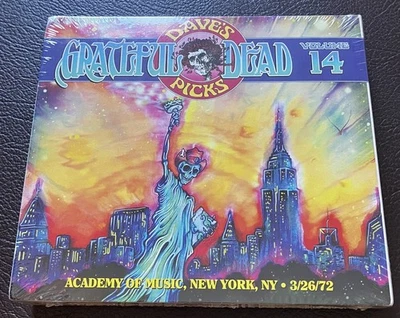 DAVE'S
GRATEFUL DEAD
PICKS
VOLUME
14
ACADEMY OF MUSIC, NEW YORK, NY • 3/26/72